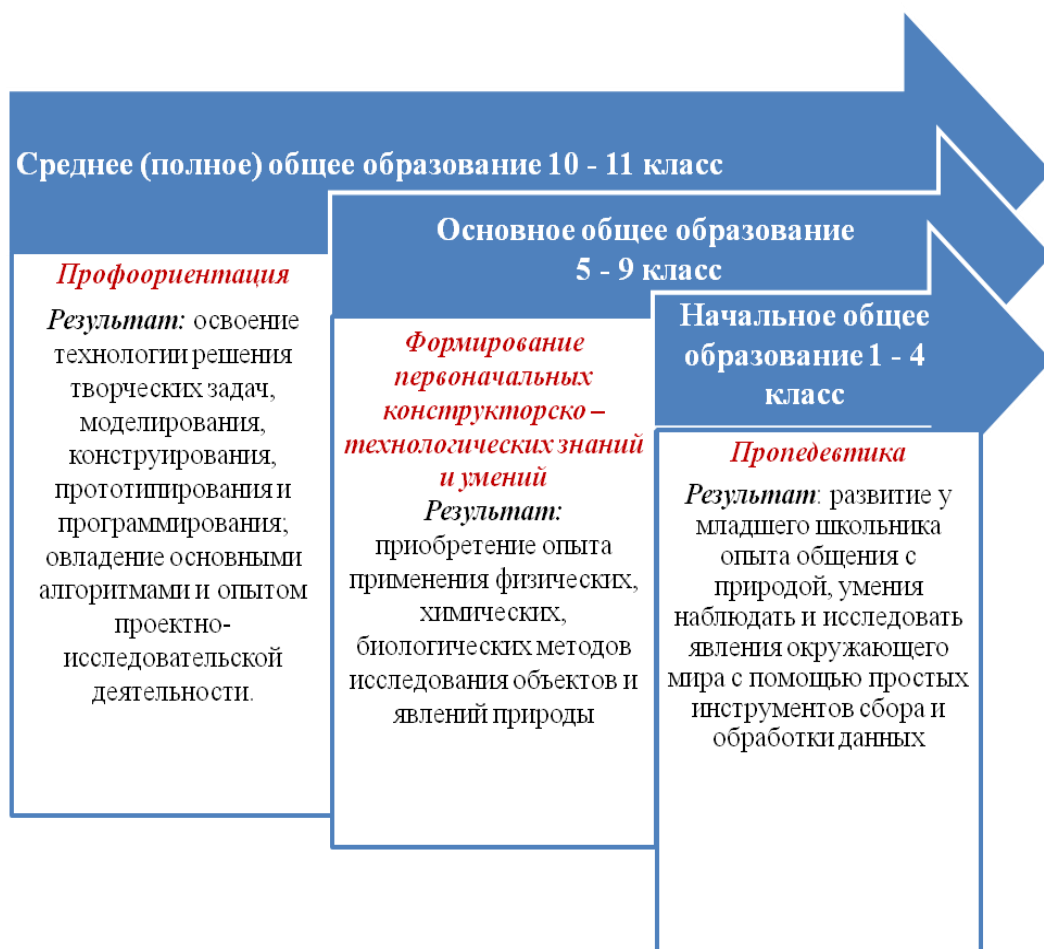 Среднее (полное) общее образование 10 - 11 класс
Профоориентация
Результат: освоение
технологии решения
творческих задач,
моделирования,
конструирования,
прототипирования и
программирования;
овладение основными
алгоритмами и опытом
проектно-
исследовательской
деятельности.
Основное общее образование
5 - 9 класс
Формирование
первоначальных
конструкторско –
технологических знаний
и умений
Результат:
приобретение опыта
применения физических,
химических,
биологических методов
исследования объектов и
явлений природы
Начальное общее
образование 1 - 4
класс
Пропедевтика
Результат: развитие у
младшего школьника
опыта общения с
природой, умения
наблюдать и исследовать
явления окружающего
мира с помощью простых
инструментов сбора и
обработки данных